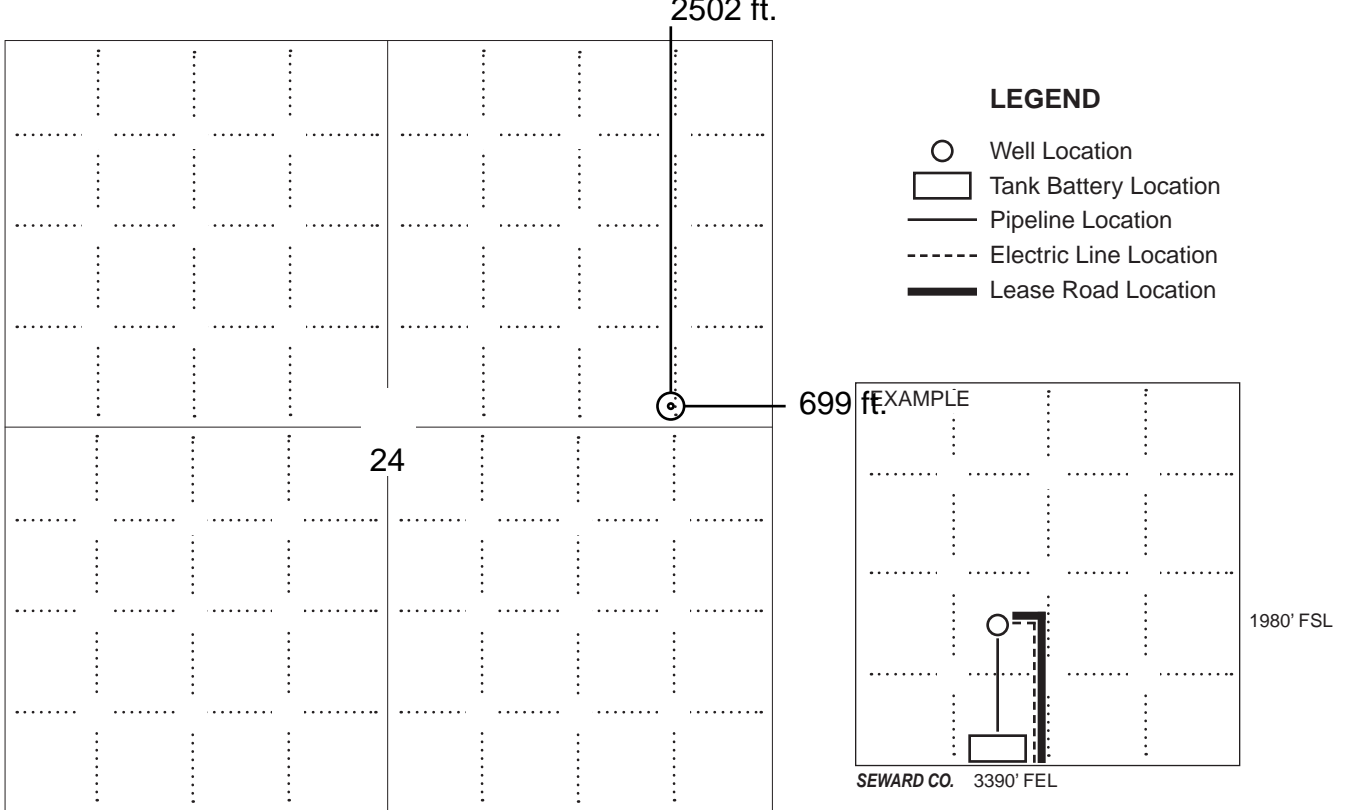 2502 ft.
LEGEND
Well Location
Tank Battery Location
Pipeline Location
Electric Line Location
Lease Road Location
699 ft.
EXAMPLE
24
1980' FSL
SEWARD CO. 3390' FEL